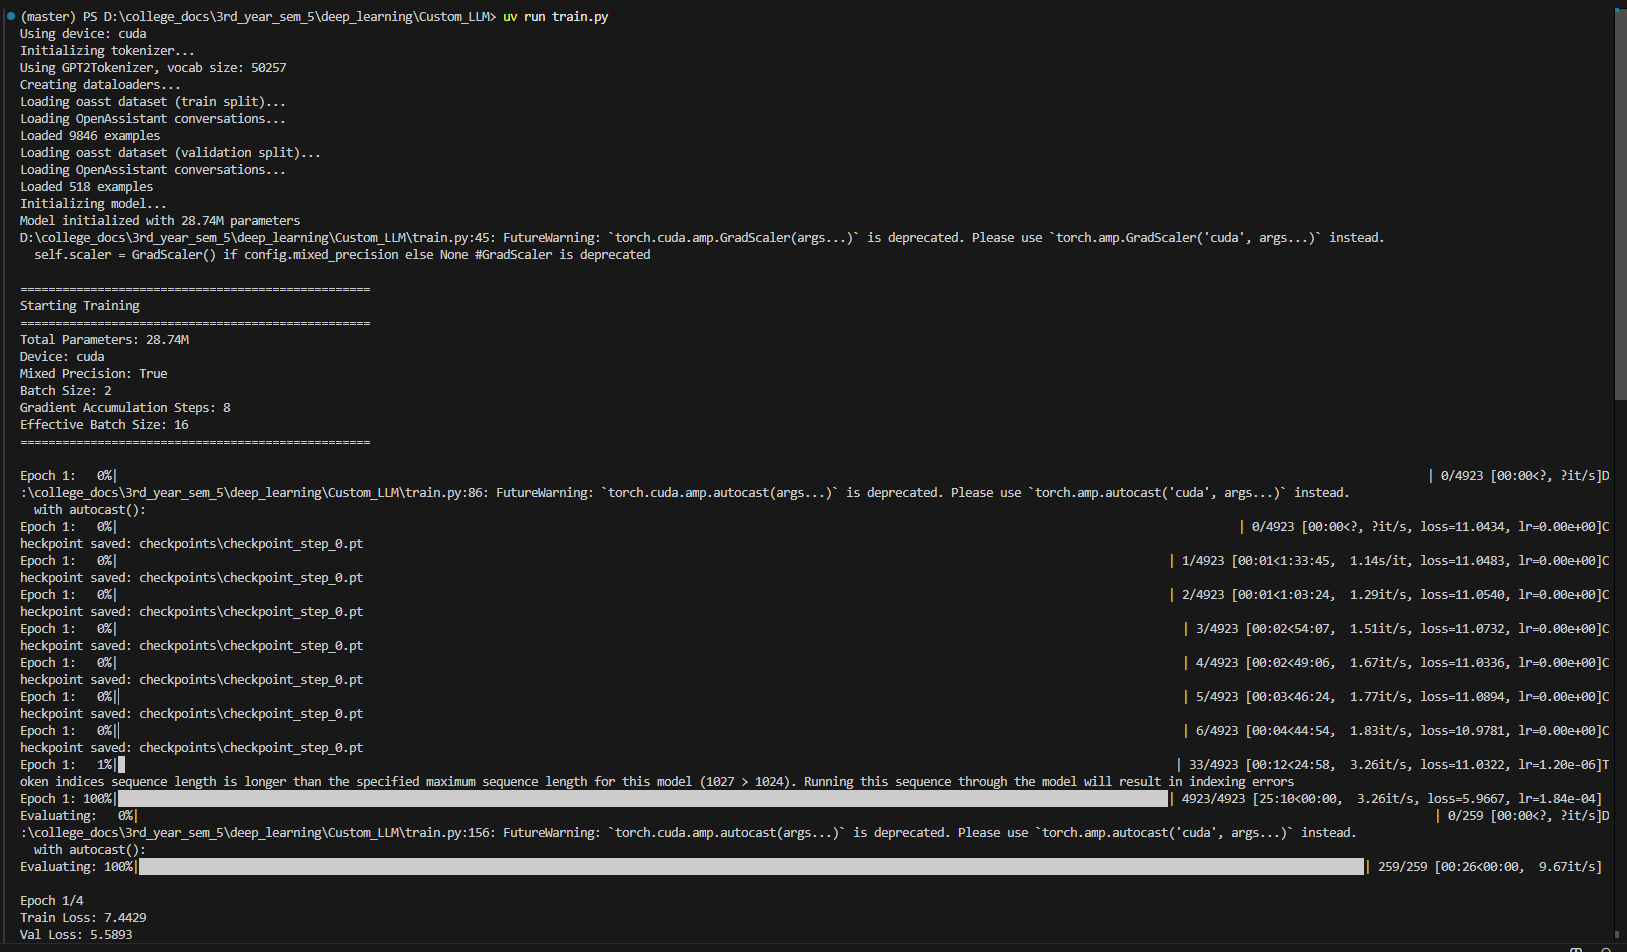 (master) PS D:\college_docs\3rd_year_sem_5\deep_learning\Custom_LLM> uv run train.py
Using device: cuda
Initializing tokenizer...
Using GPT2Tokenizer, vocab size: 50257
Creating dataloaders...
Loading oasst dataset (train split)...
Loading OpenAssistant conversations...
Loaded 9846 examples
Loading oasst dataset (validation split)...
Loading OpenAssistant conversations...
Loaded 518 examples
Initializing model...
Model initialized with 28.74M parameters
D:\college_docs\3rd_year_sem_5\deep_learning\Custom_LLM\train.py:45: FutureWarning: `torch.cuda.amp.GradScaler(args...)` is deprecated. Please use `torch.amp.GradScaler('cuda', args...)` instead.
  self.scaler = GradScaler() if config.mixed_precision else None #GradScaler is deprecated
==================================================
Starting Training
==================================================
Total Parameters: 28.74M
Device: cuda
Mixed Precision: True
Batch Size: 2
Gradient Accumulation Steps: 8
Effective Batch Size: 16
==================================================
Epoch 1:   0%| | 0/4923 [00:00<?, ?it/s]D
:\college_docs\3rd_year_sem_5\deep_learning\Custom_LLM\train.py:86: FutureWarning: `torch.cuda.amp.autocast(args...)` is deprecated. Please use `torch.amp.autocast('cuda', args...)` instead.
  with autocast():
Epoch 1:   0%| | 0/4923 [00:00<?, ?it/s, loss=11.0434, lr=0.00e+00]C
heckpoint saved: checkpoints\checkpoint_step_0.pt
Epoch 1:   0%| | 1/4923 [00:01<1:33:45,  1.14s/it, loss=11.0483, lr=0.00e+00]C
heckpoint saved: checkpoints\checkpoint_step_0.pt
Epoch 1:   0%| | 2/4923 [00:01<1:03:24,  1.29it/s, loss=11.0540, lr=0.00e+00]C
heckpoint saved: checkpoints\checkpoint_step_0.pt
Epoch 1:   0%| | 3/4923 [00:02<54:07,  1.51it/s, loss=11.0732, lr=0.00e+00]C
heckpoint saved: checkpoints\checkpoint_step_0.pt
Epoch 1:   0%| | 4/4923 [00:02<49:06,  1.67it/s, loss=11.0336, lr=0.00e+00]C
heckpoint saved: checkpoints\checkpoint_step_0.pt
Epoch 1:   0%| | 5/4923 [00:03<46:24,  1.77it/s, loss=11.0894, lr=0.00e+00]C
heckpoint saved: checkpoints\checkpoint_step_0.pt
Epoch 1:   0%| | 6/4923 [00:04<44:54,  1.83it/s, loss=10.9781, lr=0.00e+00]C
heckpoint saved: checkpoints\checkpoint_step_0.pt
Epoch 1:   1%| | 33/4923 [00:12<24:58,  3.26it/s, loss=11.0322, lr=1.20e-06]T
oken indices sequence length is longer than the specified maximum sequence length for this model (1027 > 1024). Running this sequence through the model will result in indexing errors
Epoch 1: 100%| | 4923/4923 [25:10<00:00,  3.26it/s, loss=5.9667, lr=1.84e-04]
Evaluating:   0%| | 0/259 [00:00<?, ?it/s]D
:\college_docs\3rd_year_sem_5\deep_learning\Custom_LLM\train.py:156: FutureWarning: `torch.cuda.amp.autocast(args...)` is deprecated. Please use `torch.amp.autocast('cuda', args...)` instead.
  with autocast():
Evaluating: 100%| | 259/259 [00:26<00:00,  9.67it/s]
Epoch 1/4
Train Loss: 7.4429
Val Loss: 5.5893